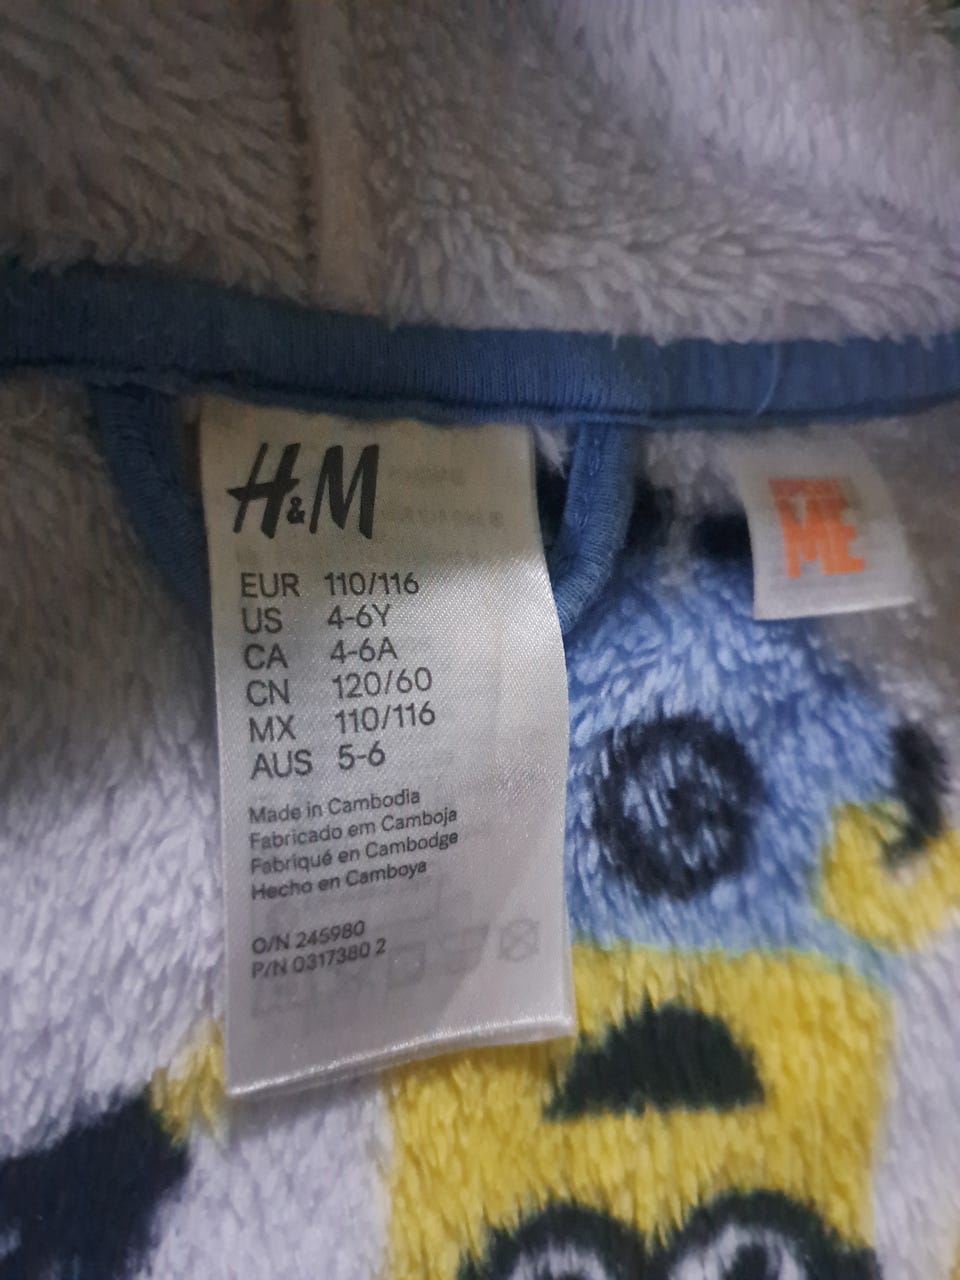 H&M
EUR 110/116
US 4-6Y
CA 4-6A
CN 120/60
MX 110/116
AUS 5-6
Made in Cambodia
Fabricado em Camboja
Fabriqué en Cambodge
Hecho en Camboya
O/N 245980
P/N 0317380 2
ME